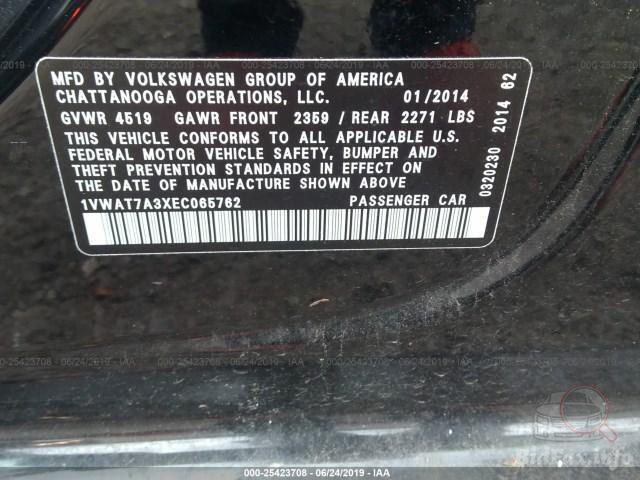 MFD BY VOLKSWAGEN GROUP OF AMERICA
CHATTANOOGA OPERATIONS, LLC. 01/2014
GVWR 4519 GAWR FRONT 2359 / REAR 2271 LBS
THIS VEHICLE CONFORMS TO ALL APPLICABLE U.S.
FEDERAL MOTOR VEHICLE SAFETY, BUMPER AND
THEFT PREVENTION STANDARDS IN EFFECT ON
THE DATE OF MANUFACTURE SHOWN ABOVE
1VWAT7A3XEC065762 PASSENGER CAR
0320230 2014 62
000-25423708 - 06/24/2019 - IAA
BidFax.info